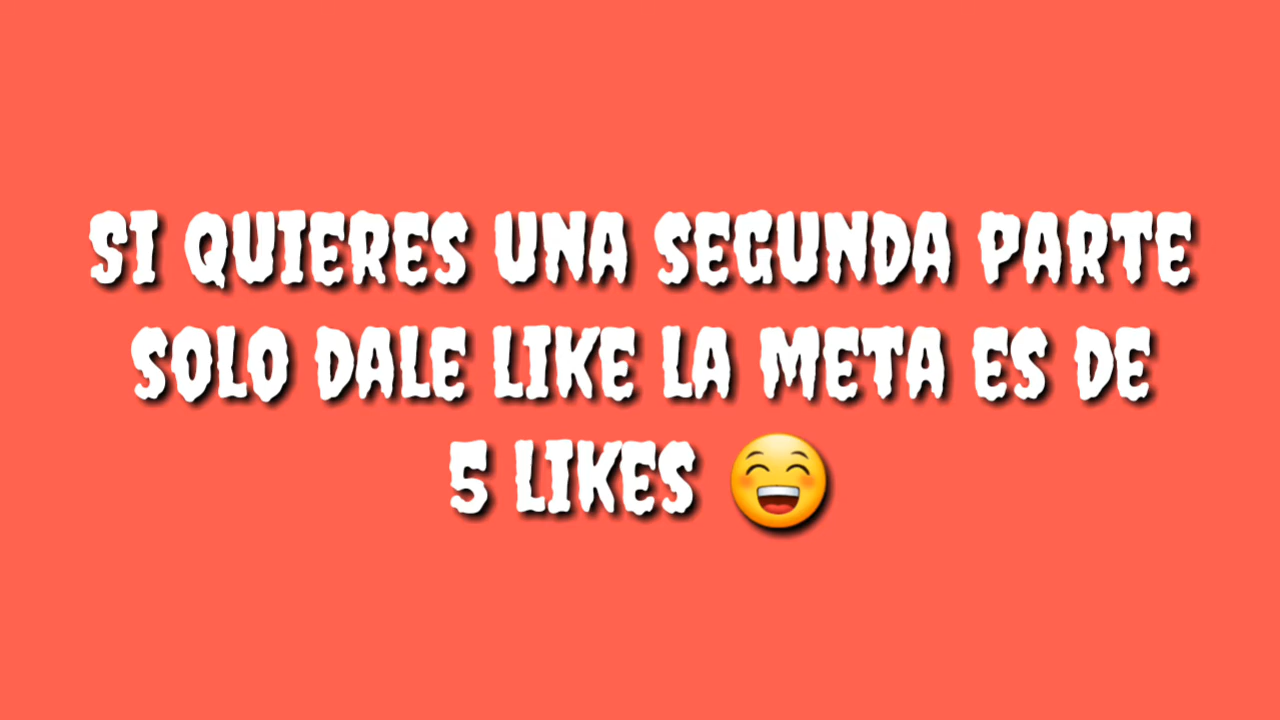 SI QUIERES UNA SEGUNDA PARTE
SOLO DALE LIKE LA META ES DE
5 LIKES 😄